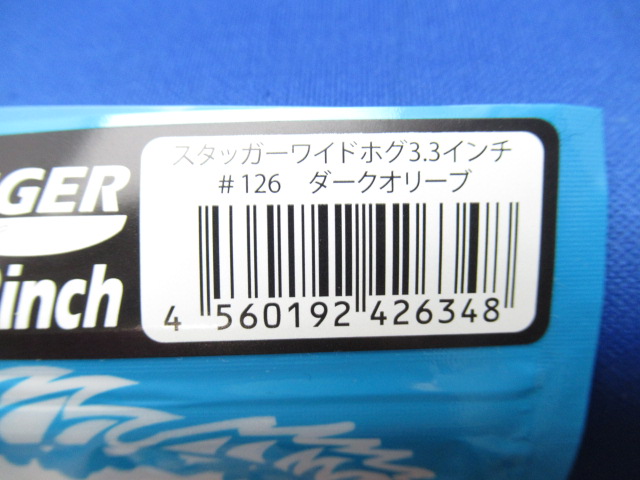 スタッガーワイドホグ3.3インチ
#126 ダークオリーブ
GER
inch
4 560192 426348